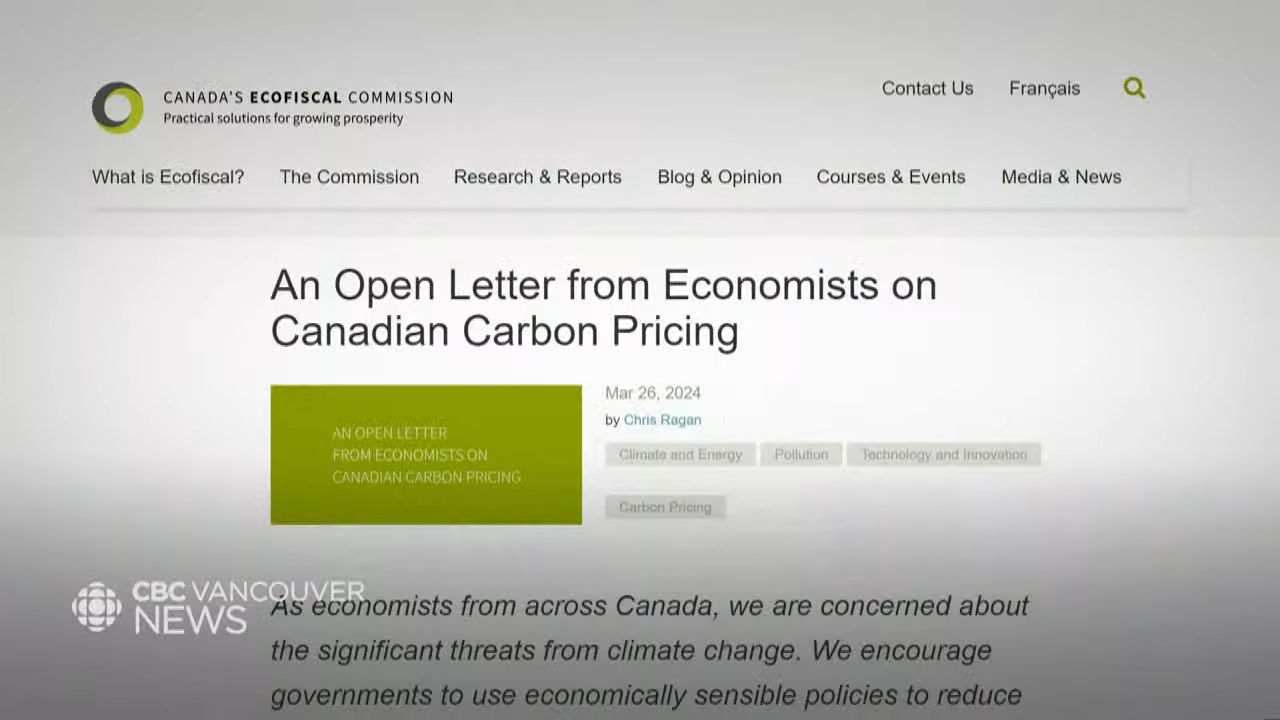 CANADA'S ECOFISCAL COMMISSION
Practical solutions for growing prosperity
Contact Us
Français
What is Ecofiscal?
The Commission
Research & Reports
Blog & Opinion
Courses & Events
Media & News
An Open Letter from Economists on
Canadian Carbon Pricing
AN OPEN LETTER
FROM ECONOMISTS ON
CANADIAN CARBON PRICING
Mar 26, 2024
by Chris Ragan
Climate and Energy
Pollution
Technology and Innovation
Carbon Pricing
CBC VANCOUVER
NEWS
As economists from across Canada, we are concerned about
the significant threats from climate change. We encourage
governments to use economically sensible policies to reduce